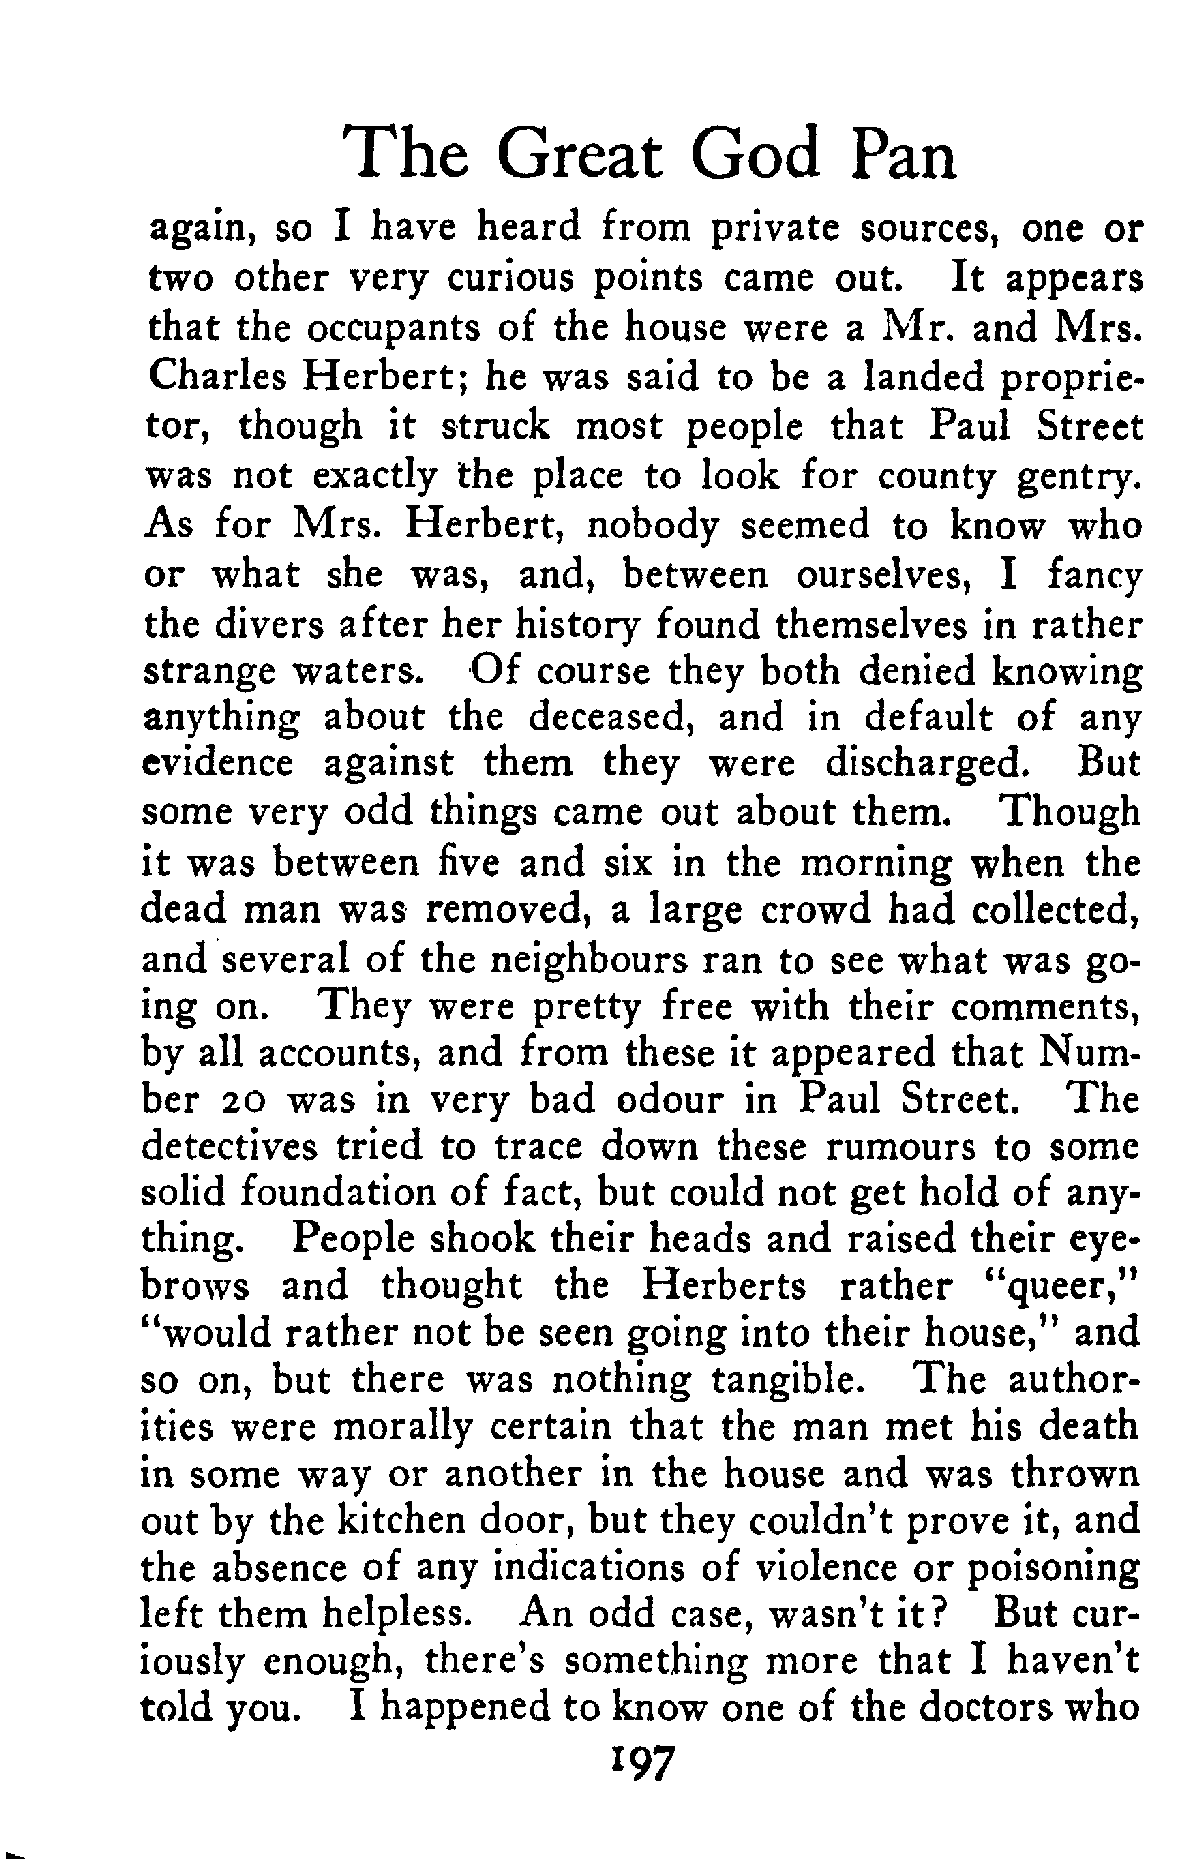 The Great God Pan
again, so I have heard from private sources, one or
two other very curious points came out. It appears
that the occupants of the house were a Mr. and Mrs.
Charles Herbert; he was said to be a landed proprie-
tor, though it struck most people that Paul Street
was not exactly the place to look for county gentry.
As for Mrs. Herbert, nobody seemed to know who
or what she was, and, between ourselves, I fancy
the divers after her history found themselves in rather
strange waters. Of course they both denied knowing
anything about the deceased, and in default of any
evidence against them they were discharged. But
some very odd things came out about them. Though
it was between five and six in the morning when the
dead man was removed, a large crowd had collected,
and several of the neighbours ran to see what was go-
ing on. They were pretty free with their comments,
by all accounts, and from these it appeared that Num-
ber 20 was in very bad odour in Paul Street. The
detectives tried to trace down these rumours to some
solid foundation of fact, but could not get hold of any-
thing. People shook their heads and raised their eye-
brows and thought the Herberts rather "queer,"
"would rather not be seen going into their house," and
so on, but there was nothing tangible. The author-
ities were morally certain that the man met his death
in some way or another in the house and was thrown
out by the kitchen door, but they couldn't prove it, and
the absence of any indications of violence or poisoning
left them helpless. An odd case, wasn't it? But cur-
iously enough, there's something more that I haven't
told you. I happened to know one of the doctors who
197